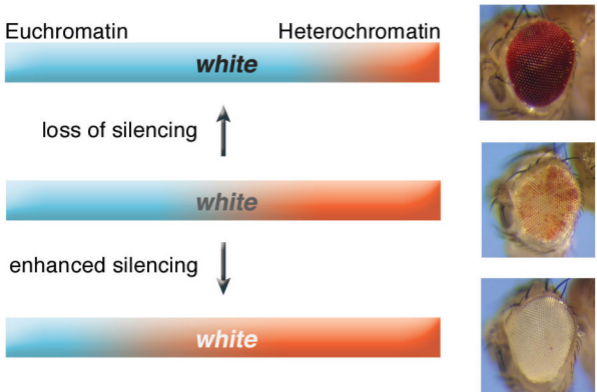 Euchromatin Heterochromatin
white
loss of silencing
white
enhanced silencing
white